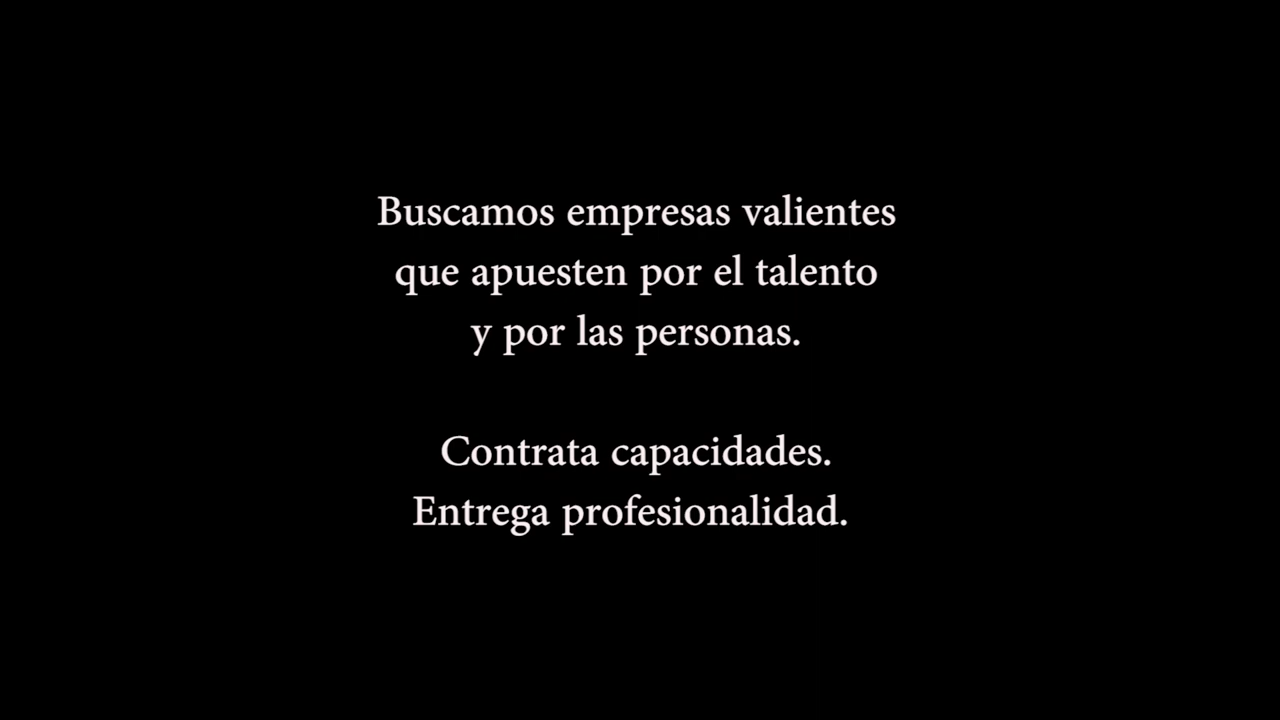 Buscamos empresas valientes
que apuesten por el talento
y por las personas.
Contrata capacidades.
Entrega profesionalidad.